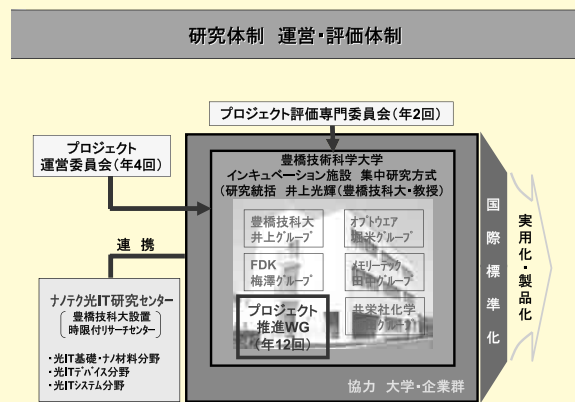 研究体制 運営・評価体制
プロジェクト評価専門委員会(年2回)
プロジェクト
運営委員会(年4回)
豊橋技術科学大学
インキュベーション施設 集中研究方式
(研究統括 井上光輝(豊橋技科大・教授)
豊橋技科大
井上グループ
オプトウエア
堀米グループ
FDK
梅澤グループ
メモリーテック
田中グループ
プロジェクト
推進WG
(年12回)
共栄社化学
グループ
協力 大学・企業群
連 携
ナノテク光IT研究センター
豊橋技科大設置
時限付リサーチセンター
・光IT基礎・ナノ材料分野
・光ITデバイス分野
・光ITシステム分野
国際標準化
実用化・製品化